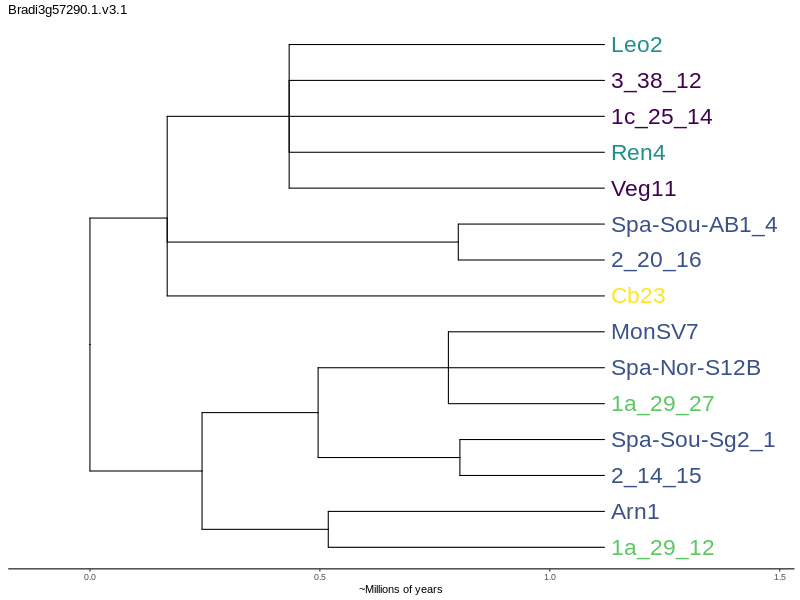 Bradi3g57290.1.v3.1
Leo2
3_38_12
1c_25_14
Ren4
Veg11
Spa-Sou-AB1_4
2_20_16
Cb23
MonSV7
Spa-Nor-S12B
1a_29_27
Spa-Sou-Sg2_1
2_14_15
Arn1
1a_29_12
0.0 0.5 1.0 1.5
~Millions of years